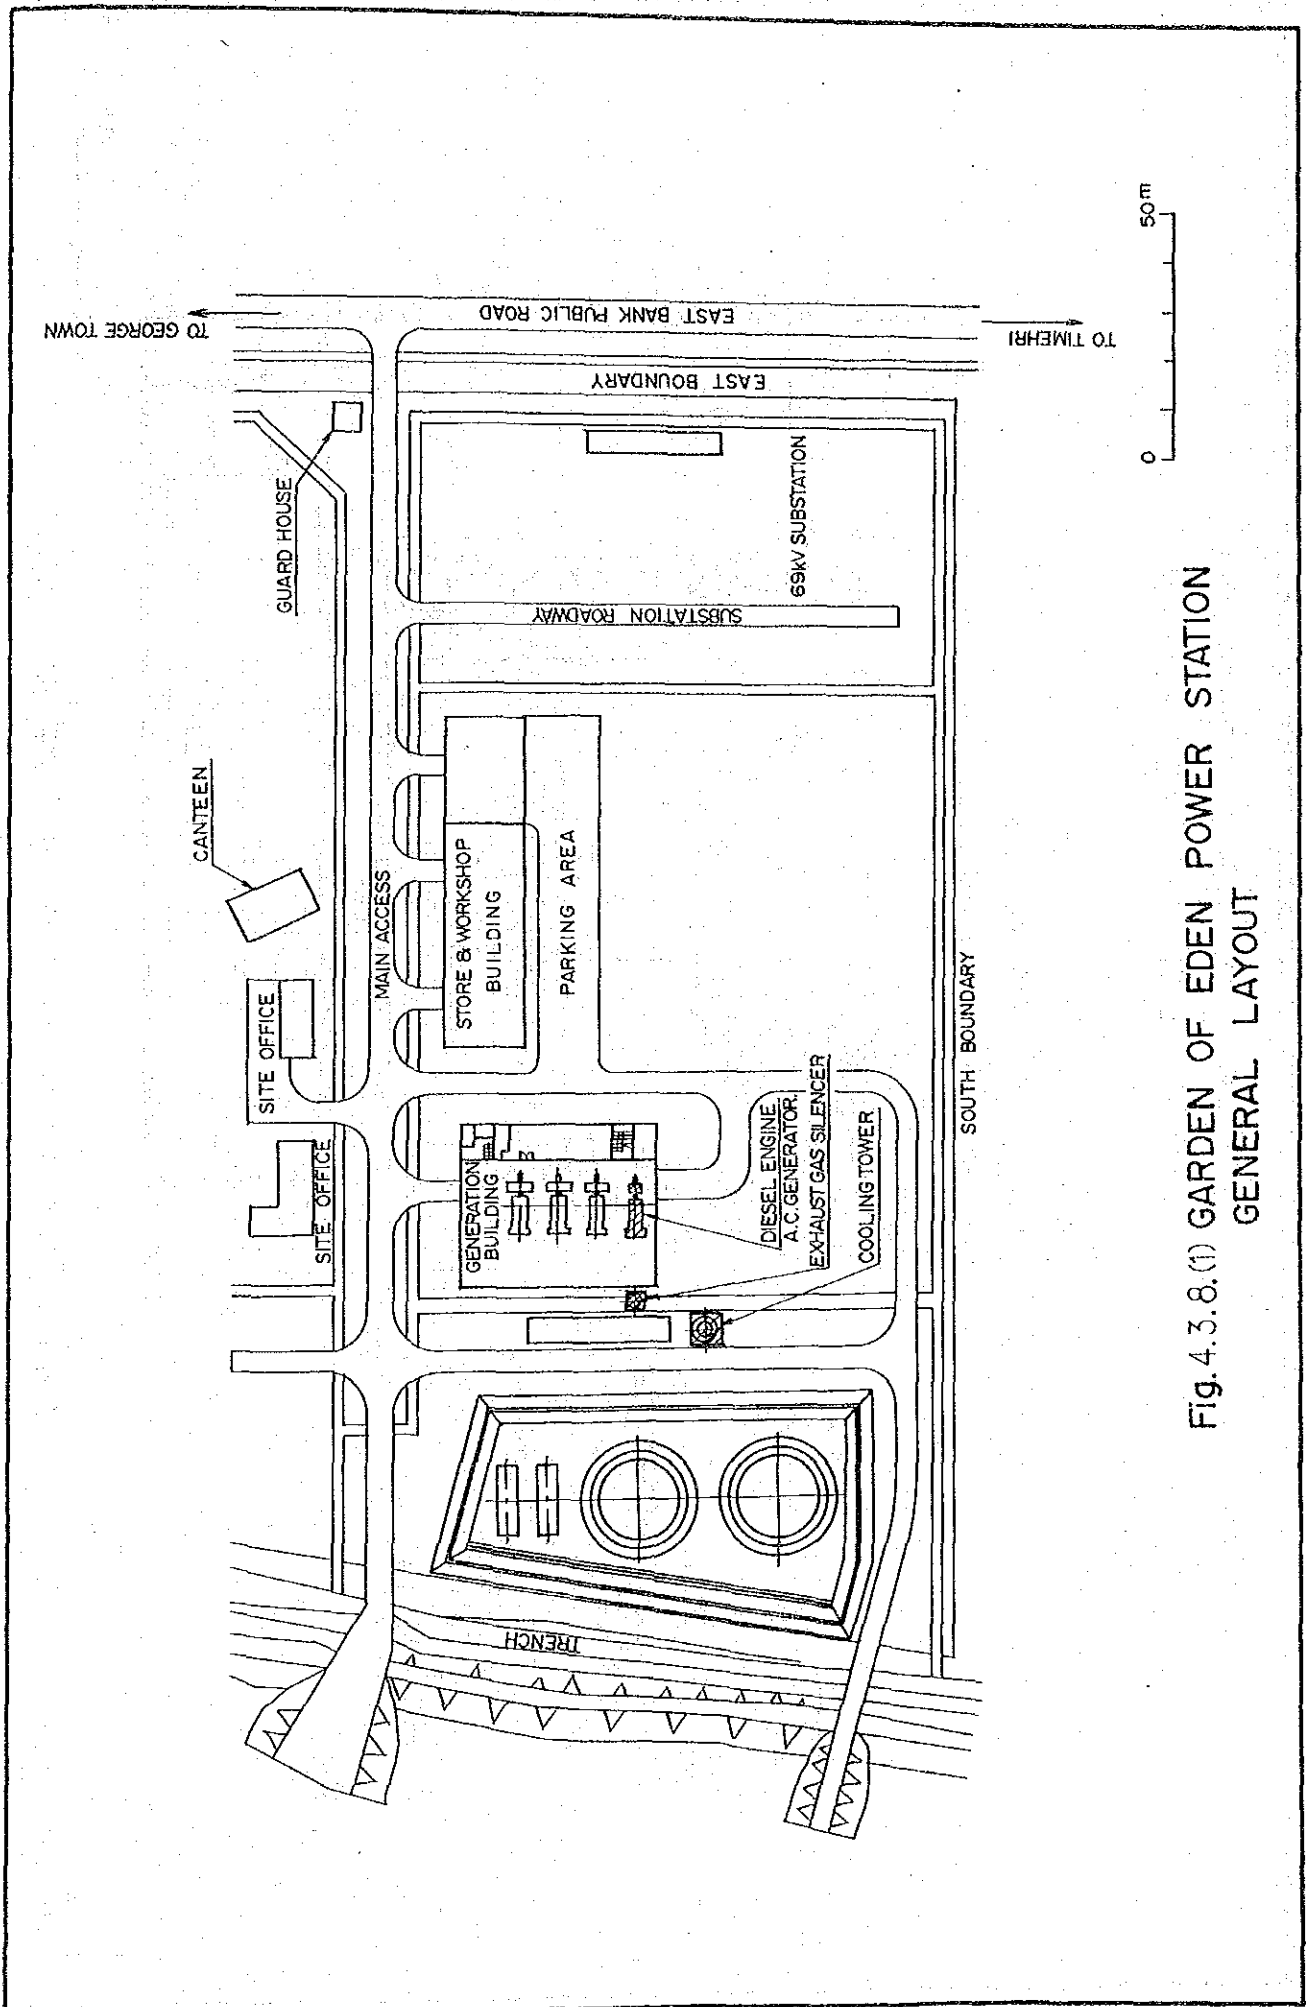 TO GEORGE TOWN
EAST BANK PUBLIC ROAD
TO TIMEHRI
EAST BOUNDARY
GUARD HOUSE
69kV SUBSTATION
SUBSTATION ROADWAY
CANTEEN
MAIN ACCESS
STORE & WORKSHOP
BUILDING
PARKING AREA
SITE OFFICE
SITE OFFICE
GENERATION
BUILDING
DIESEL ENGINE
A.C.GENERATOR.
EXHAUST GAS SILENCER
COOLING TOWER
SOUTH BOUNDARY
TRENCH
0 50m
Fig.4.3.8.(1) GARDEN OF EDEN POWER STATION
GENERAL LAYOUT